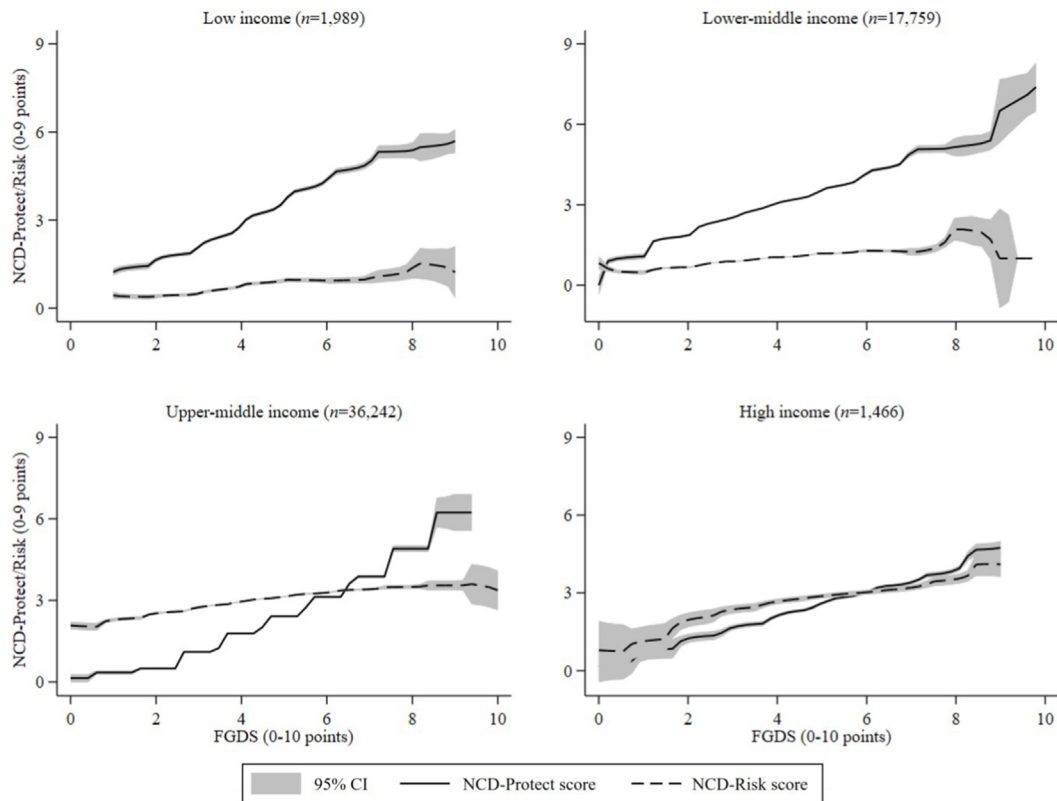 Low income (n=1,989)
Lower-middle income (n=17,759)
NCD-Protect/Risk (0-9 points)
9
6
3
0
0 2 4 6 8 10
9
6
3
0
0 2 4 6 8 10
Upper-middle income (n=36,242)
High income (n=1,466)
NCD-Protect/Risk (0-9 points)
9
6
3
0
0 2 4 6 8 10
FGDS (0-10 points)
9
6
3
0
0 2 4 6 8 10
FGDS (0-10 points)
95% CI NCD-Protect score NCD-Risk score